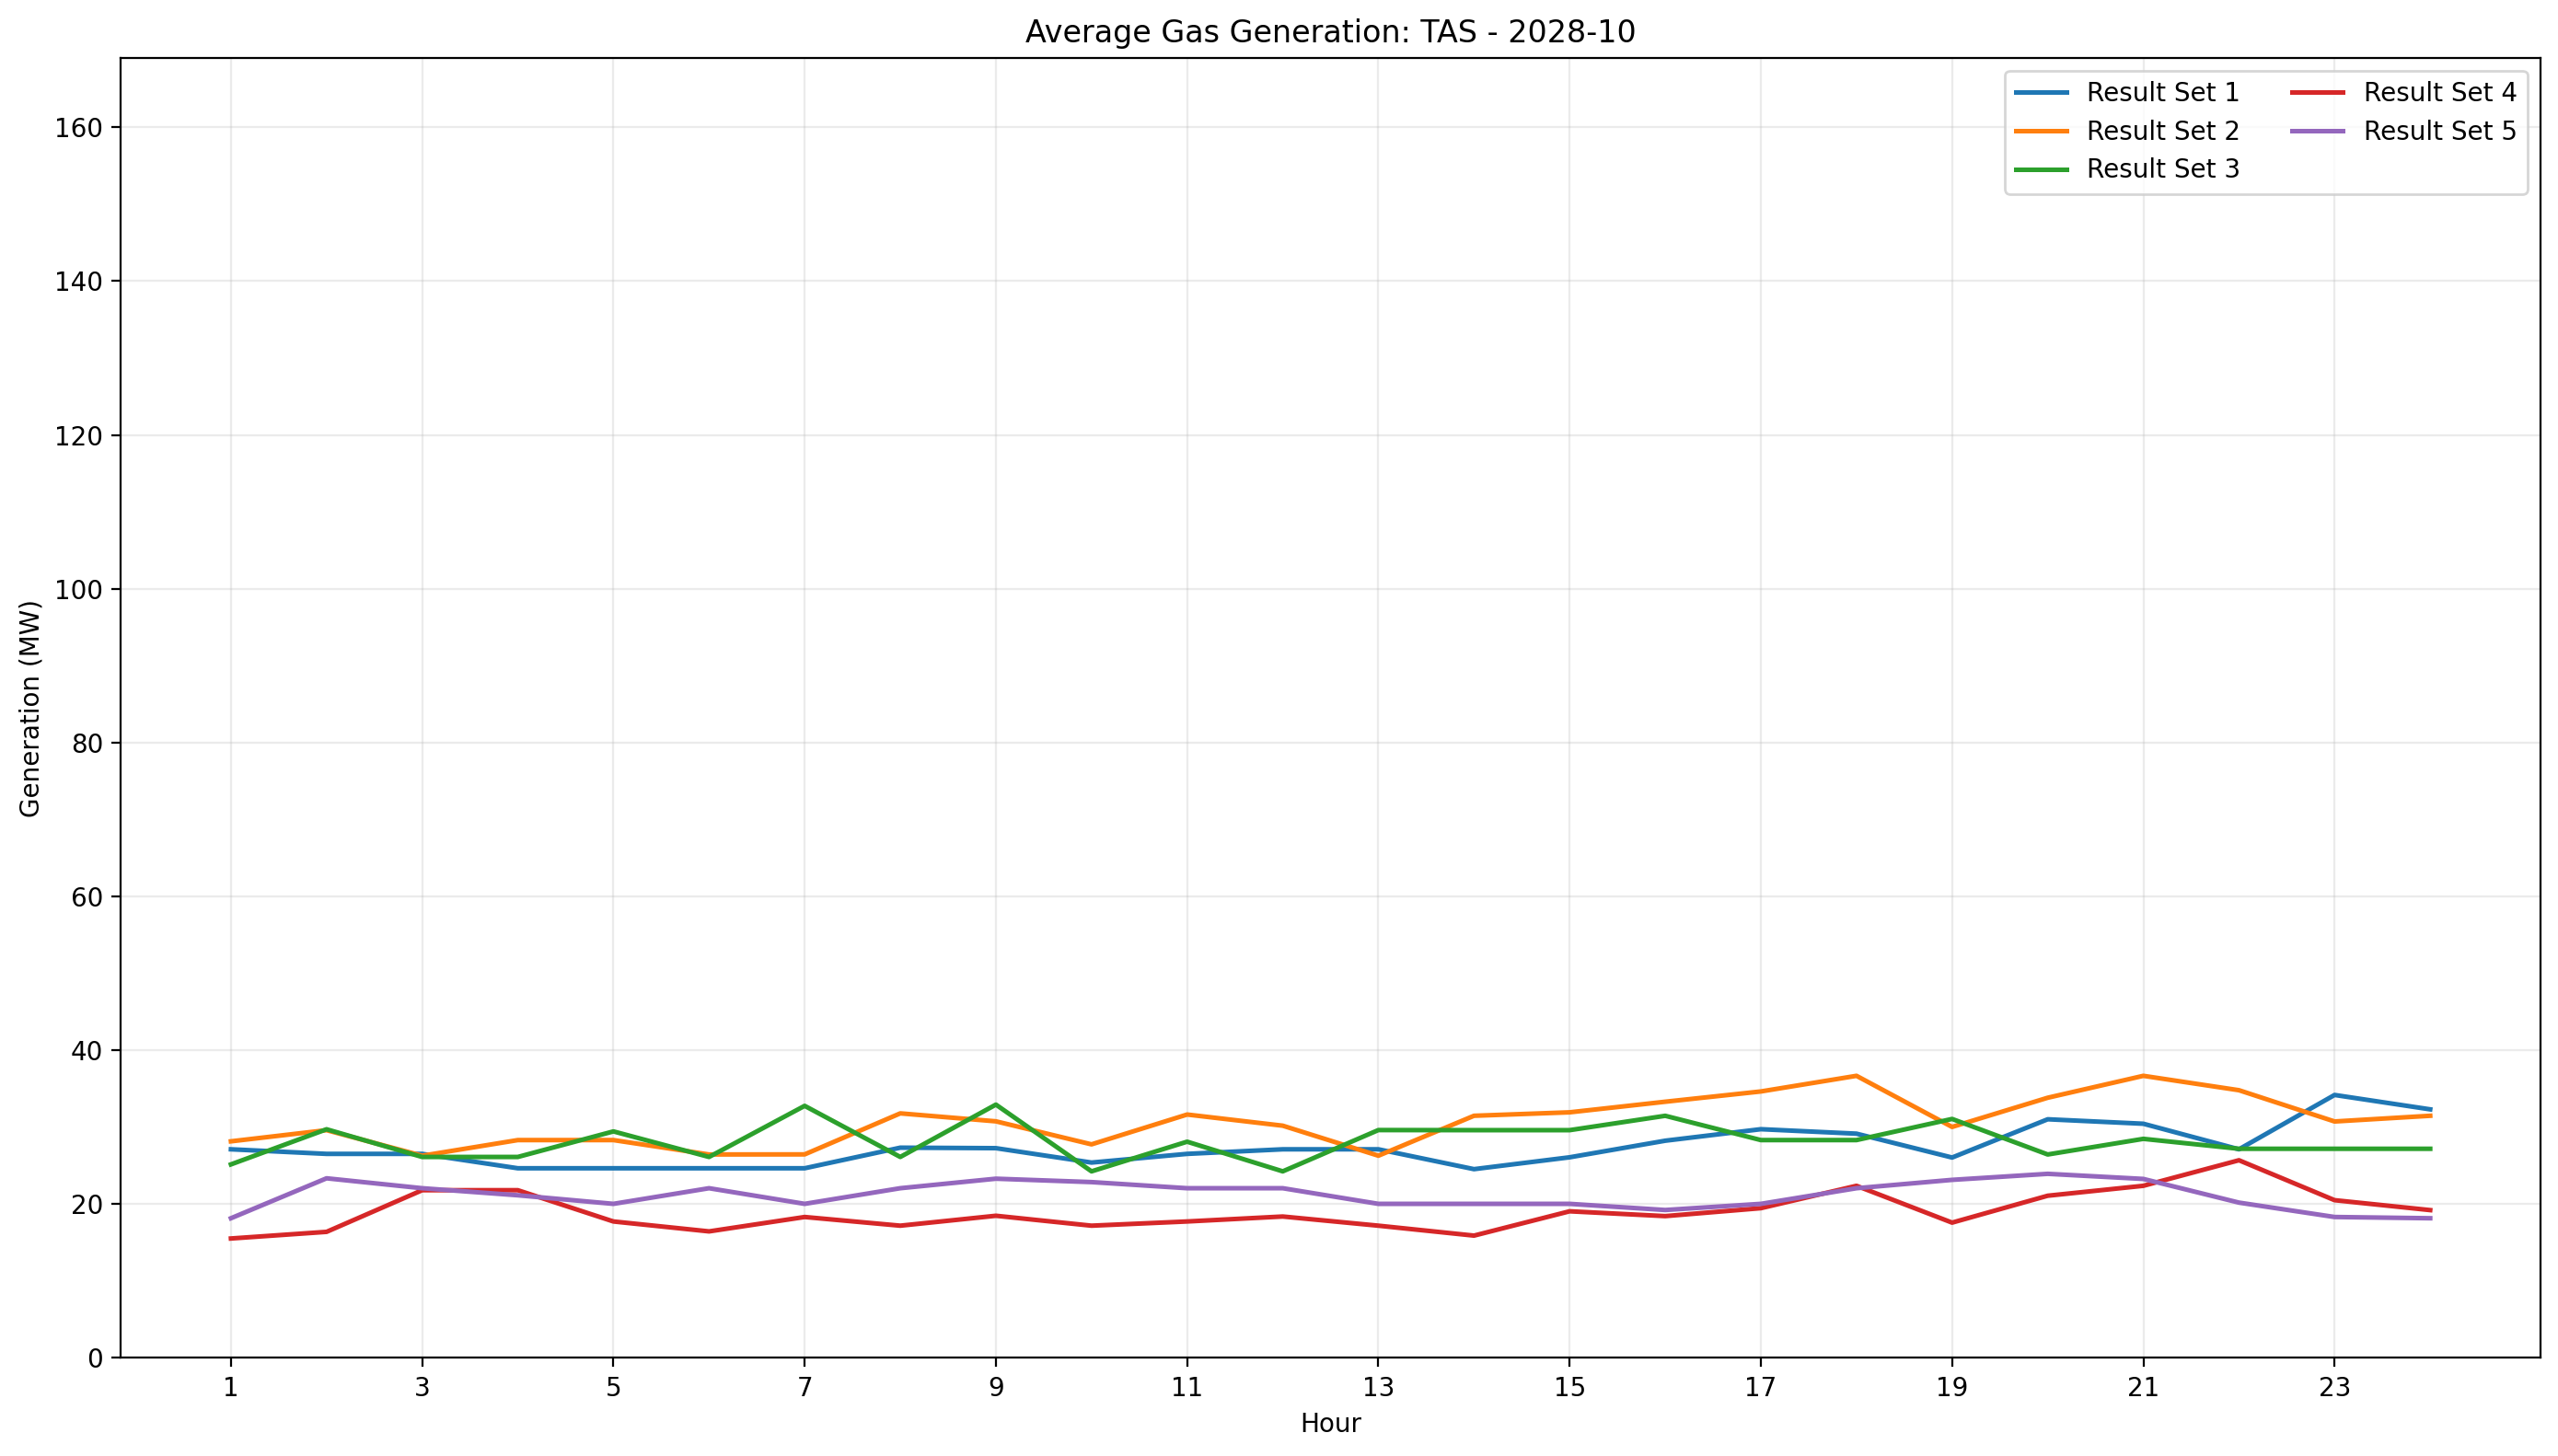 Average Gas Generation: TAS - 2028-10
Result Set 1
Result Set 2
Result Set 3
Result Set 4
Result Set 5
Generation (MW)
160
140
120
100
80
60
40
20
0
1 3 5 7 9 11 13 15 17 19 21 23
Hour